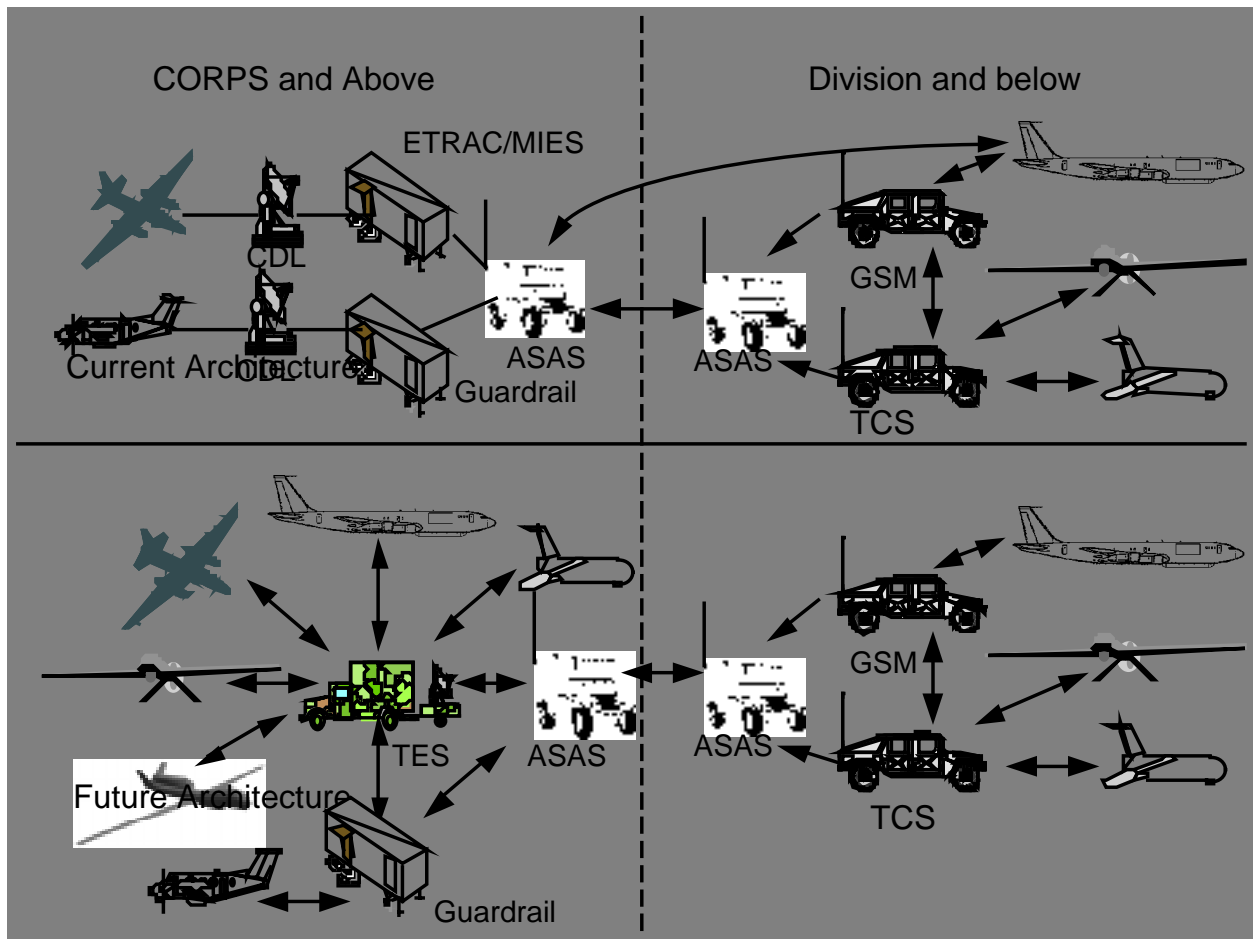 CORPS and Above
Division and below
ETRAC/MIES
CDL
GSM
ASAS
ASAS
Current Architecture
CDL
Guardrail
TCS
GSM
TES
ASAS
ASAS
Future Architecture
TCS
Guardrail